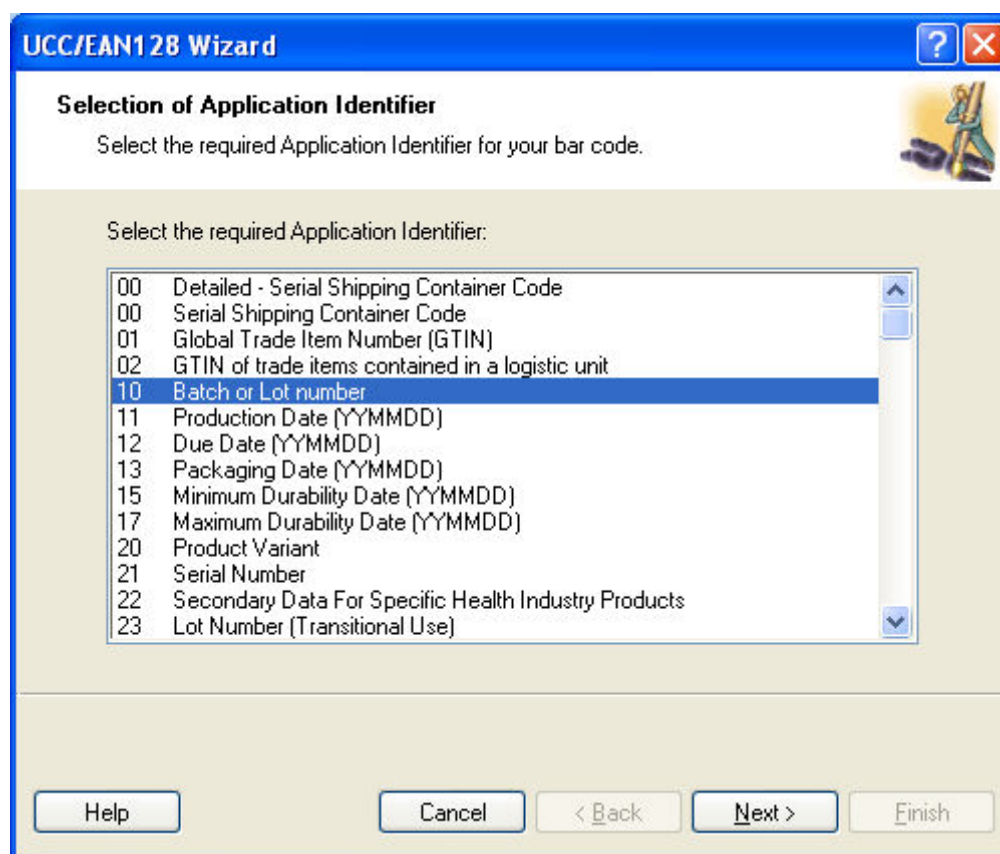 UCC/EAN128 Wizard
Selection of Application Identifier
Select the required Application Identifier for your bar code.
Select the required Application Identifier:
00 Detailed - Serial Shipping Container Code
00 Serial Shipping Container Code
01 Global Trade Item Number (GTIN)
02 GTIN of trade items contained in a logistic unit
10 Batch or Lot number
11 Production Date (YYMMDD)
12 Due Date (YYMMDD)
13 Packaging Date (YYMMDD)
15 Minimum Durability Date (YYMMDD)
17 Maximum Durability Date (YYMMDD)
20 Product Variant
21 Serial Number
22 Secondary Data For Specific Health Industry Products
23 Lot Number (Transitional Use)
Help Cancel < Back Next > Finish